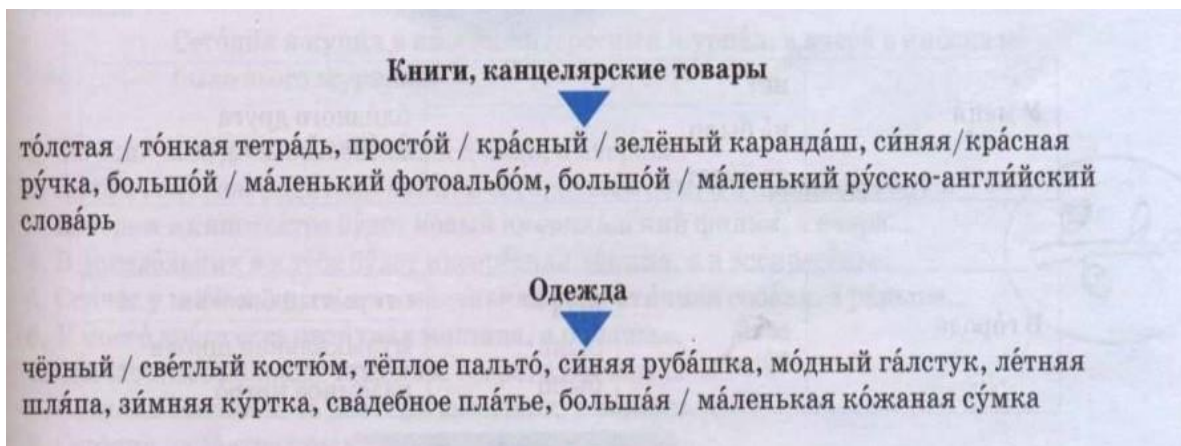 Книги, канцелярские товары
то́лстая / то́нкая тетра́дь, просто́й / кра́сный / зелёный каранда́ш, си́няя/кра́сная
ру́чка, большо́й / ма́ленький фотоальбо́м, большо́й / ма́ленький ру́сско-англи́йский
слова́рь
Одежда
чёрный / све́тлый костю́м, тёплое пальто́, си́няя руба́шка, мо́дный га́лстук, ле́тняя
шля́па, зи́мняя ку́ртка, сва́дебное пла́тье, больша́я / ма́ленькая ко́жаная су́мка